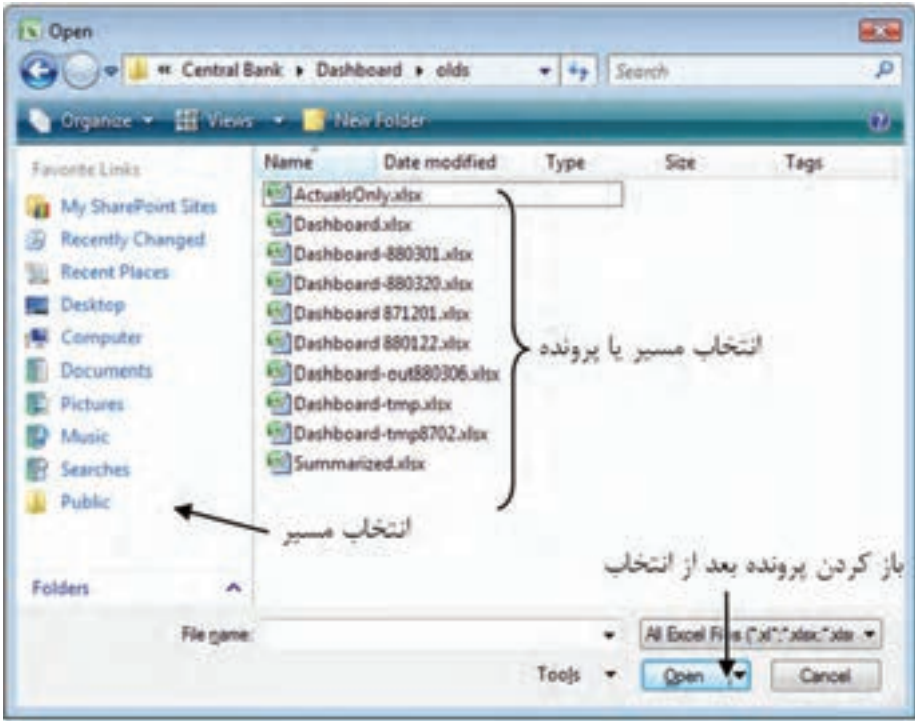 Open
« Central Bank ▸ Dashboard ▸ olds
Search
Organize
Views
New Folder
Favorite Links
My SharePoint Sites
Recently Changed
Recent Places
Desktop
Computer
Documents
Pictures
Music
Searches
Public
Folders
Name Date modified Type Size Tags
ActualsOnly.xlsx
Dashboard.xlsx
Dashboard-880301.xlsx
Dashboard-880320.xlsx
Dashboard 871201.xlsx
Dashboard 880122.xlsx
Dashboard-out880306.xlsx
Dashboard-tmp.xlsx
Dashboard-tmp8702.xlsx
Summarized.xlsx
انتخاب مسیر یا پرونده
انتخاب مسیر
باز کردن پرونده بعد از انتخاب
File name:
All Excel Files (*.xl*;*.xlsx;*.xlsm
Tools
Open
Cancel